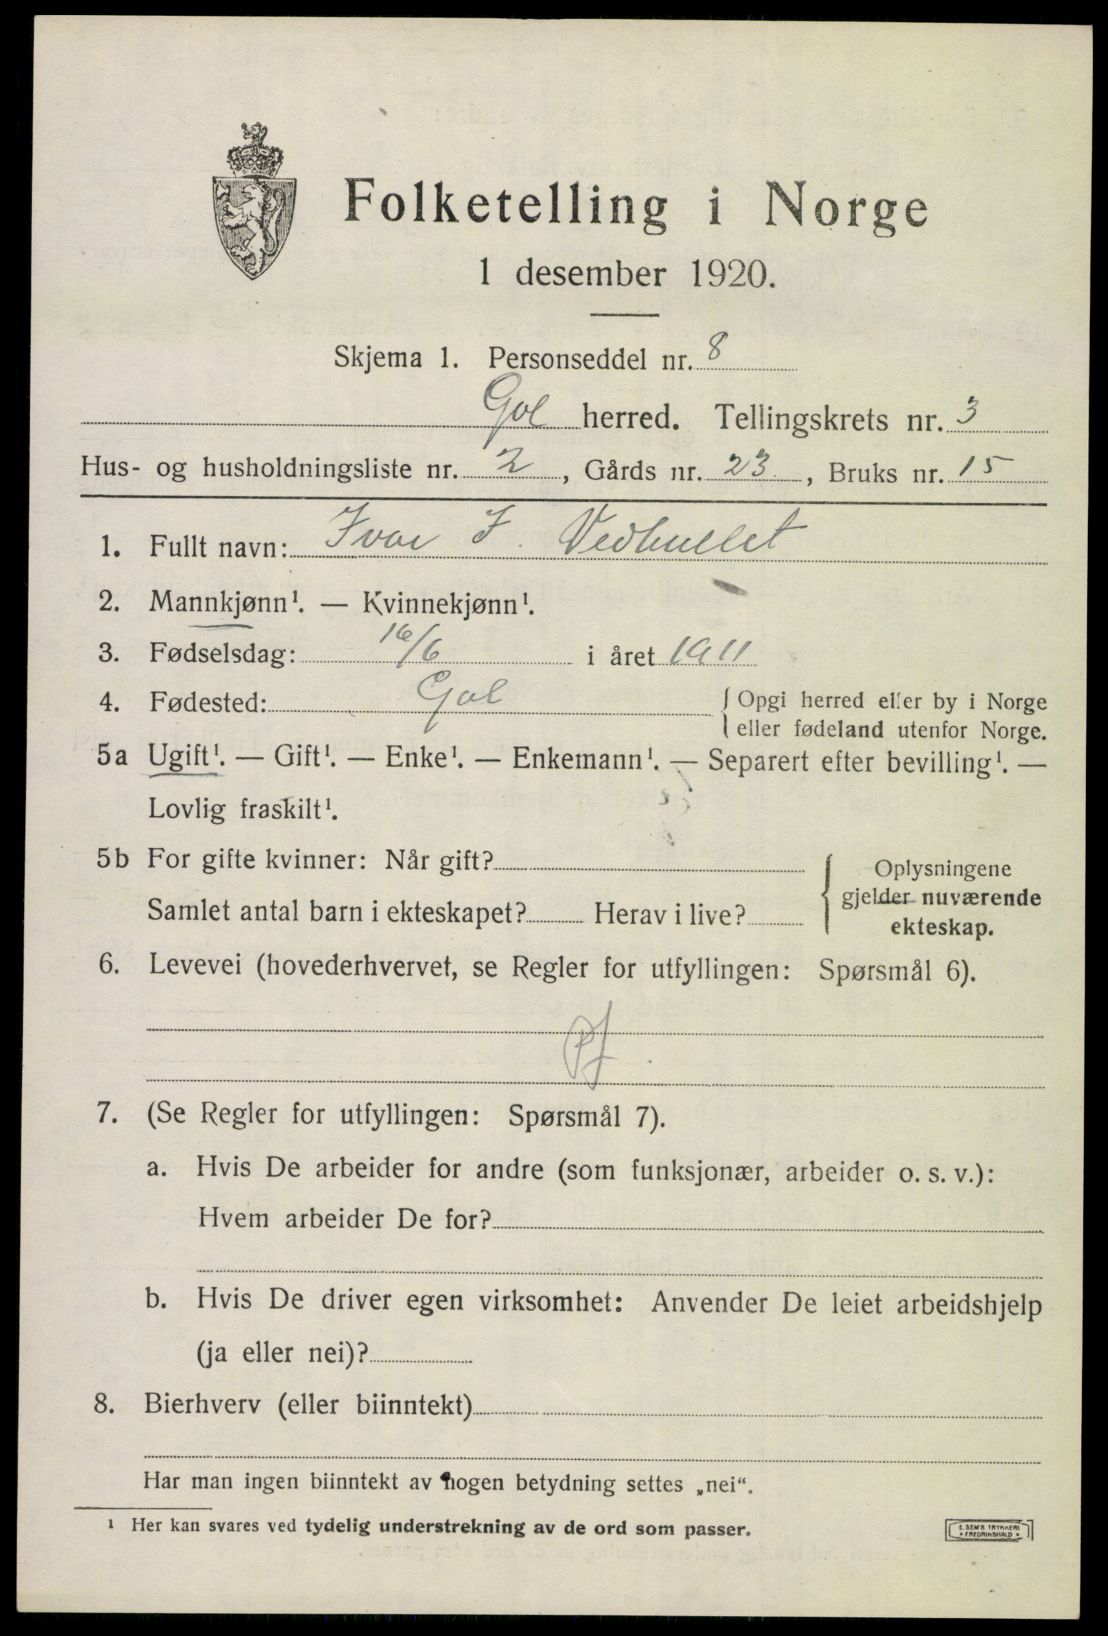 Folketelling i Norge
1 desember 1920.
Skjema 1. Personseddel nr. 8
Gol herred. Tellingskrets nr. 3
Hus- og husholdningsliste nr. 2, Gårds nr. 23, Bruks nr. 15
1. Fullt navn: Ivar I. Vedhullet
2. Mannkjønn¹. — Kvinnekjønn¹.
3. Fødselsdag: 16/6 i året 1911
4. Fødested: Gol { Opgi herred eller by i Norge
eller fødeland utenfor Norge.
5a Ugift¹. — Gift¹. — Enke¹. — Enkemann¹. — Separert efter bevilling¹. —
Lovlig fraskilt¹.
5b For gifte kvinner: Når gift?
Samlet antal barn i ekteskapet? Herav i live?
{ Oplysningene
gjelder nuværende
ekteskap.
6. Levevei (hovederhvervet, se Regler for utfyllingen: Spørsmål 6).
Pf
7. (Se Regler for utfyllingen: Spørsmål 7).
a. Hvis De arbeider for andre (som funksjonær, arbeider o. s. v.):
Hvem arbeider De for?
b. Hvis De driver egen virksomhet: Anvender De leiet arbeidshjelp
(ja eller nei)?
8. Bierhverv (eller biinntekt)
Har man ingen biinntekt av nogen betydning settes „nei“.
¹ Her kan svares ved tydelig understrekning av de ord som passer.
E. SEM'S TRYKKERI
FREDRIKSHALD